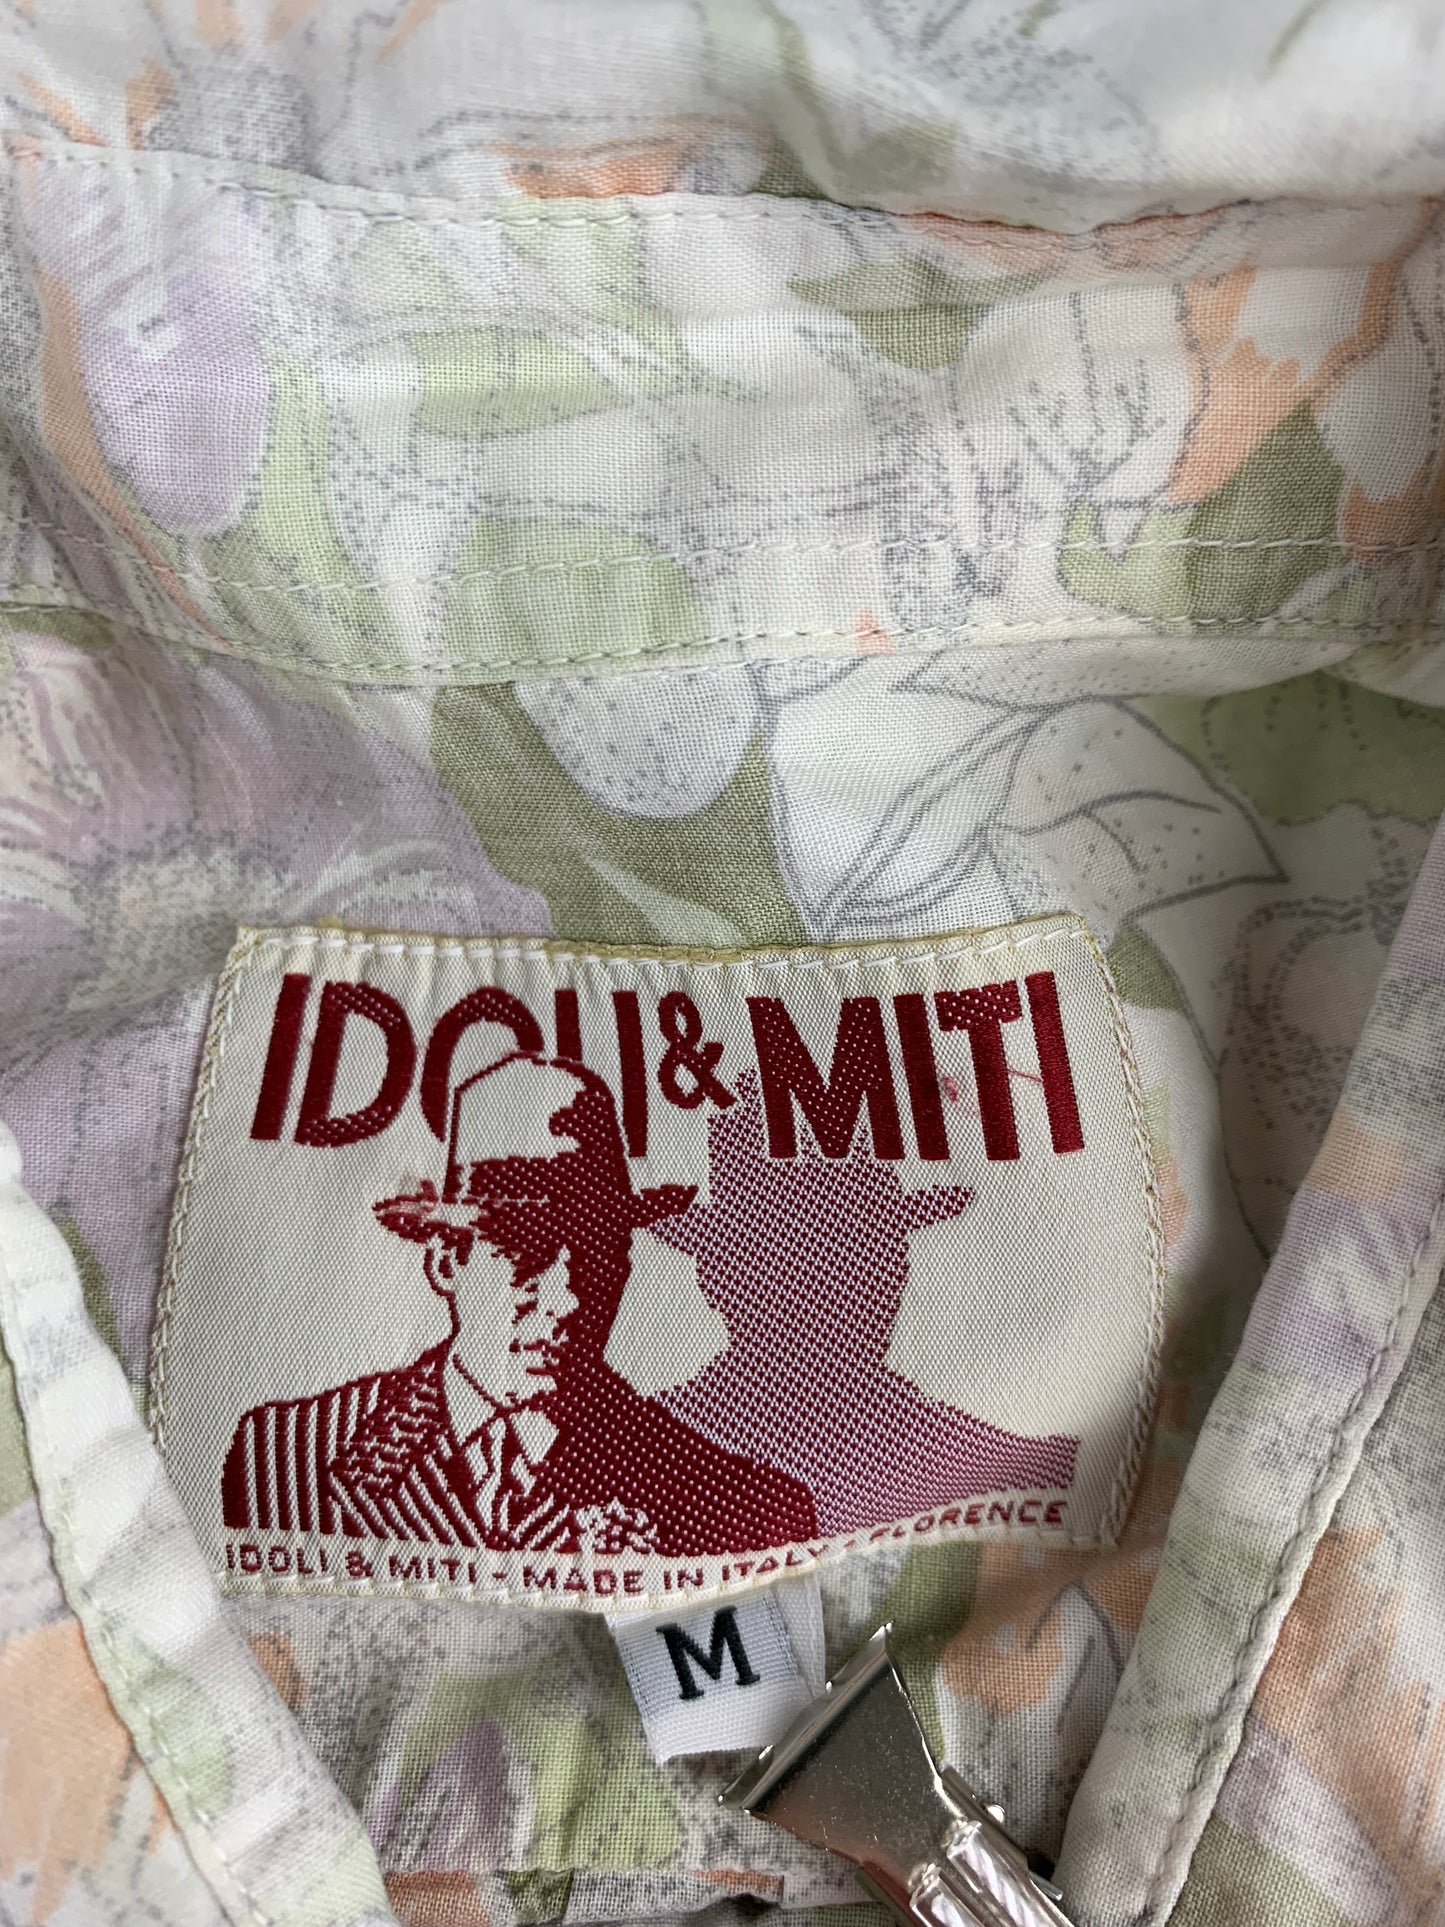 IDOLI & MITI
IDOLI & MITI - MADE IN ITALY - FLORENCE
M